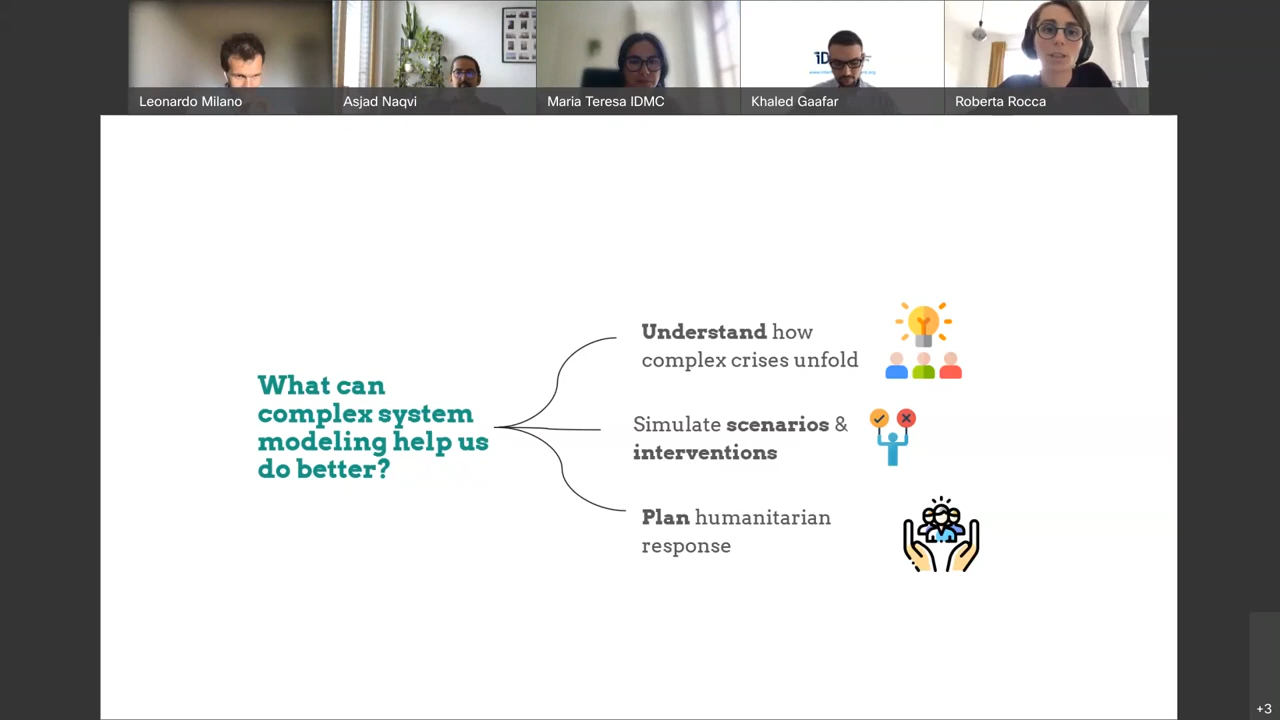 Leonardo Milano
Asjad Naqvi
Maria Teresa IDMC
Khaled Gaafar
Roberta Rocca
What can
complex system
modeling help us
do better?
Understand how
complex crises unfold
Simulate scenarios &
interventions
Plan humanitarian
response
+3